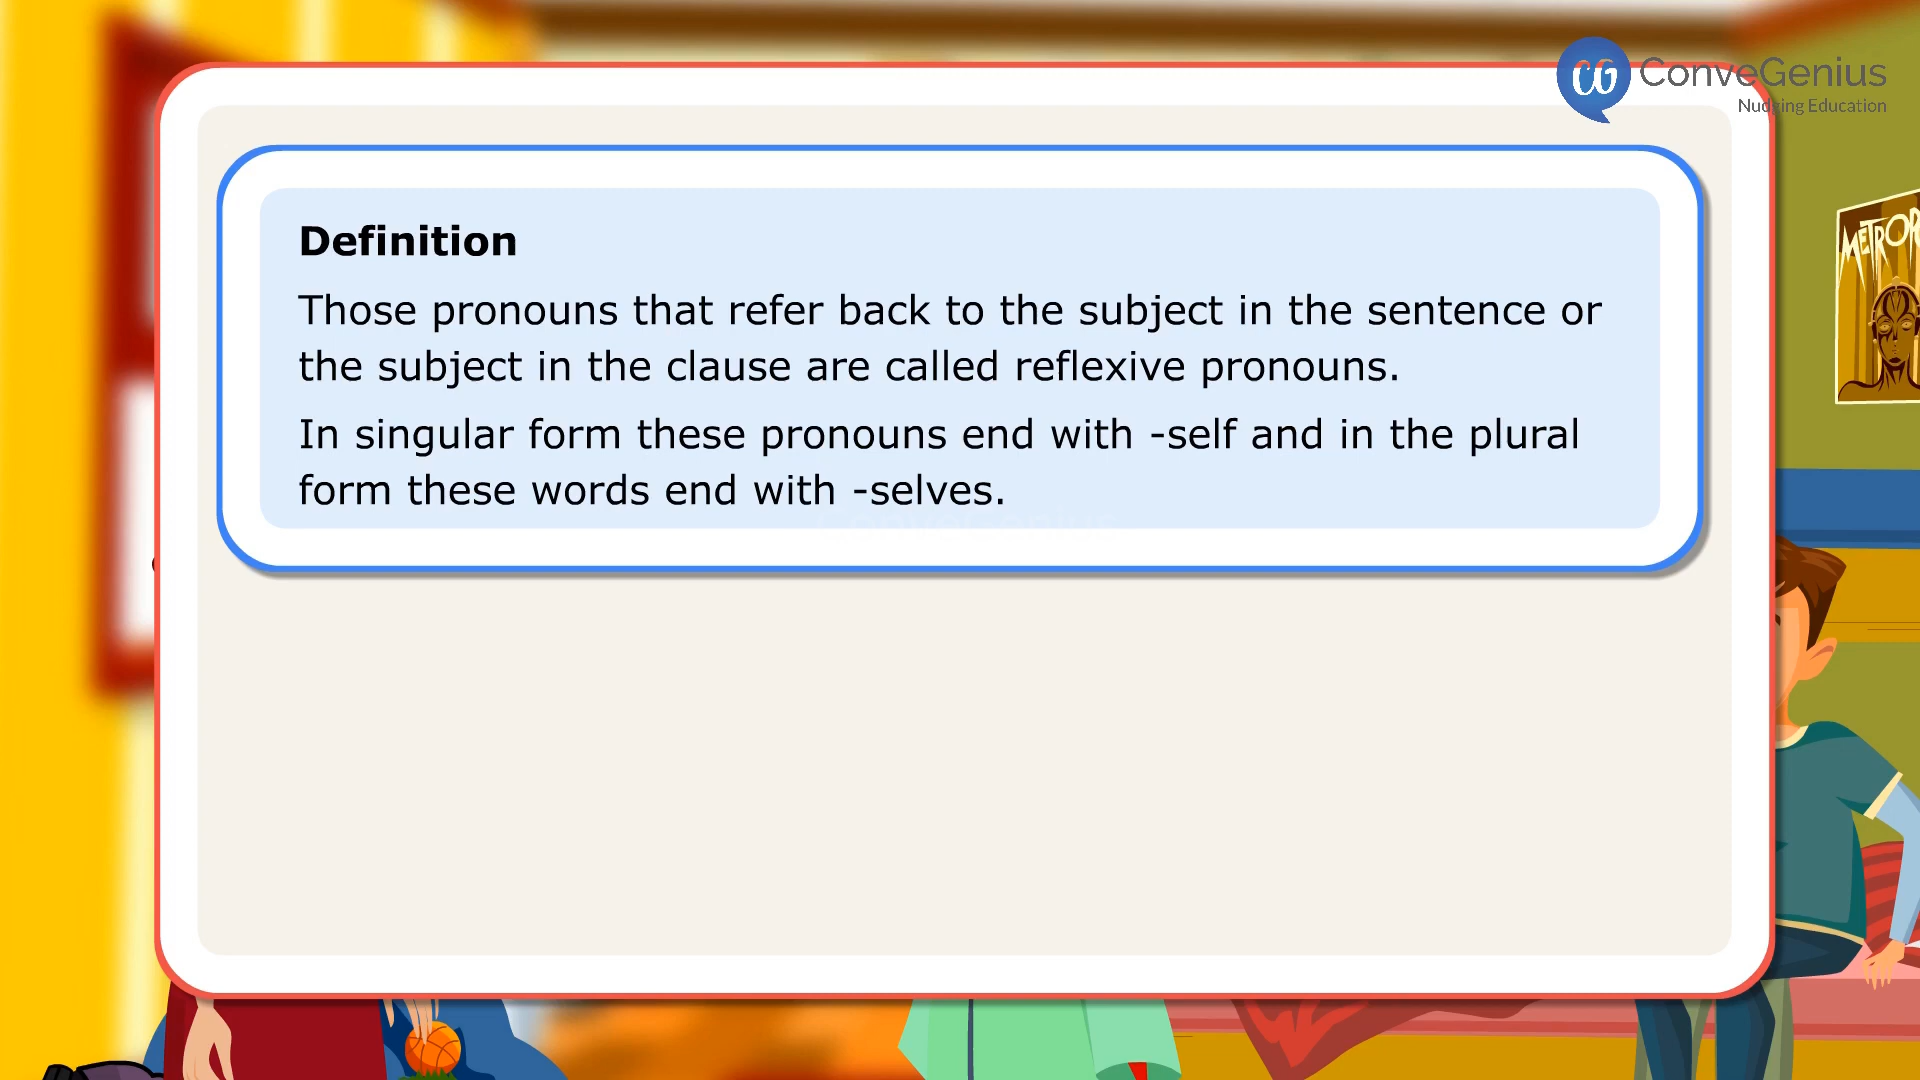 ConveGenius
Nudging Education
Definition
Those pronouns that refer back to the subject in the sentence or
the subject in the clause are called reflexive pronouns.
In singular form these pronouns end with -self and in the plural
form these words end with -selves.